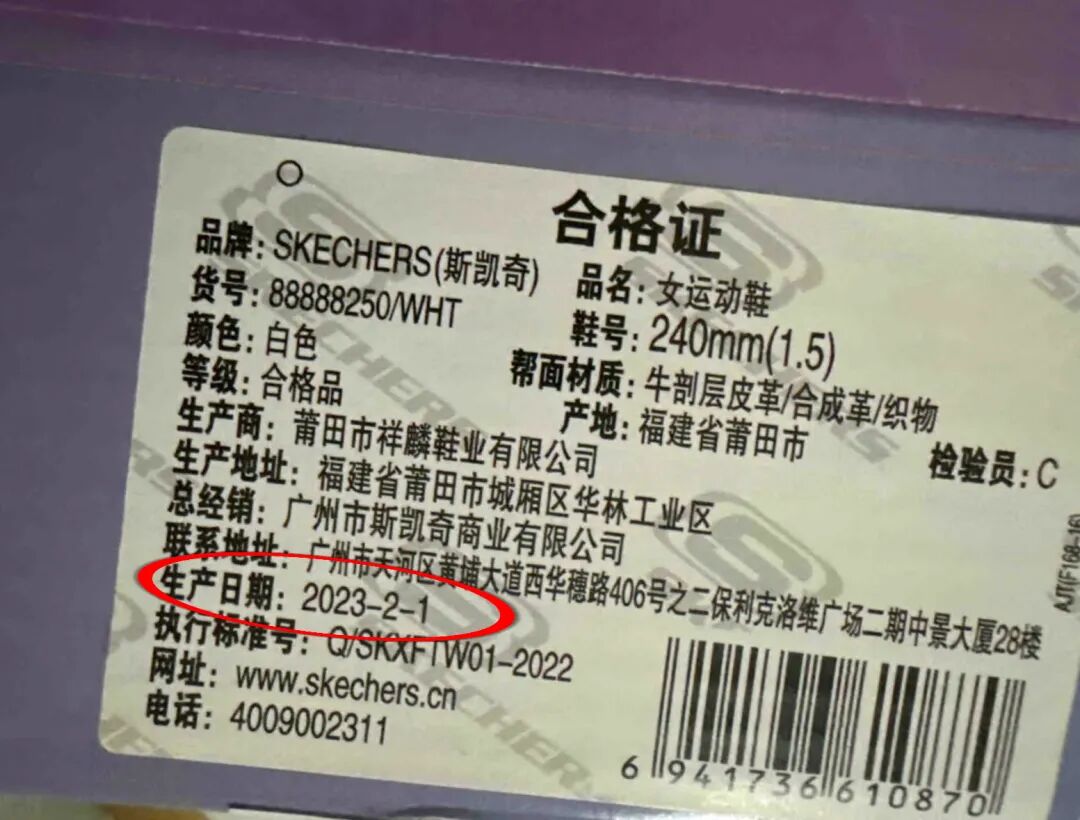 合格证
品牌: SKECHERS(斯凯奇)
品名: 女运动鞋
货号: 88888250/WHT
鞋号: 240mm(1.5)
颜色: 白色
帮面材质: 牛剖层皮革/合成革/织物
等级: 合格品
产地: 福建省莆田市
检验员: C
生产商: 莆田市祥麟鞋业有限公司
生产地址: 福建省莆田市城厢区华林工业区
总经销: 广州市斯凯奇商业有限公司
联系地址: 广州市天河区黄埔大道西华穗路406号之二保利克洛维广场二期中景大厦28楼
生产日期: 2023-2-1
执行标准号: Q/SKXFTW01-2022
网址: www.skechers.cn
电话: 4009002311
6 941736 610870
AJT(F168-16)
SKECHERS
SKECHERS
SKECHERS